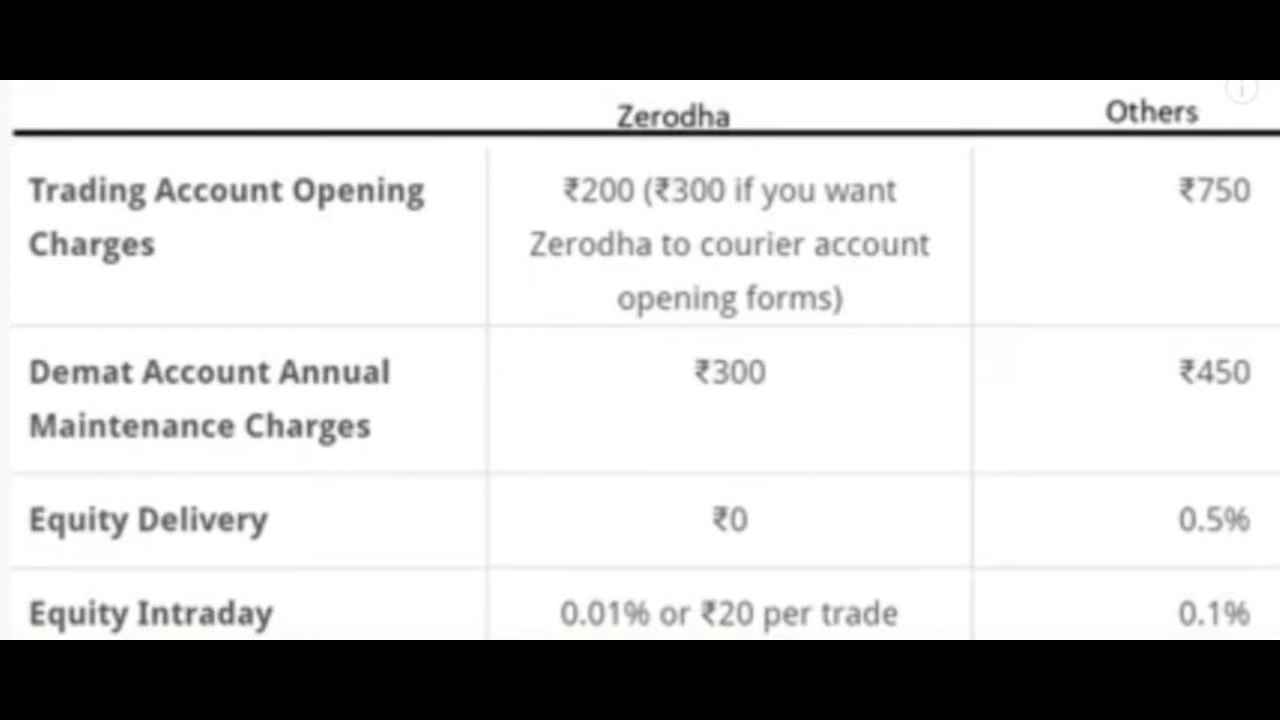 Zerodha Others
Trading Account Opening ₹200 (₹300 if you want ₹750
Charges Zerodha to courier account
opening forms)
Demat Account Annual ₹300 ₹450
Maintenance Charges
Equity Delivery ₹0 0.5%
Equity Intraday 0.01% or ₹20 per trade 0.1%